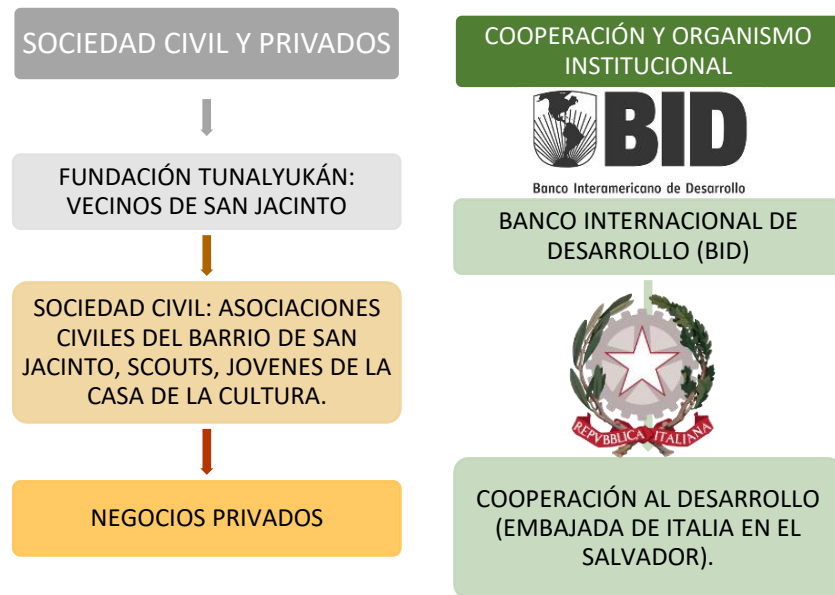 SOCIEDAD CIVIL Y PRIVADOS
FUNDACIÓN TUNALYUKÁN:
VECINOS DE SAN JACINTO
SOCIEDAD CIVIL: ASOCIACIONES
CIVILES DEL BARRIO DE SAN
JACINTO, SCOUTS, JOVENES DE LA
CASA DE LA CULTURA.
NEGOCIOS PRIVADOS
COOPERACIÓN Y ORGANISMO
INSTITUCIONAL
BID
Banco Interamericano de Desarrollo
BANCO INTERNACIONAL DE
DESARROLLO (BID)
REPVBBLICA ITALIANA
COOPERACIÓN AL DESARROLLO
(EMBAJADA DE ITALIA EN EL
SALVADOR).